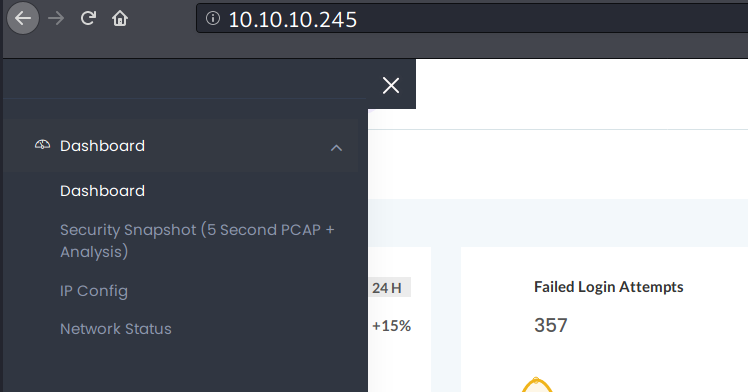 10.10.10.245
Dashboard
Dashboard
Security Snapshot (5 Second PCAP +
Analysis)
IP Config
Network Status
24 H
+15%
Failed Login Attempts
357